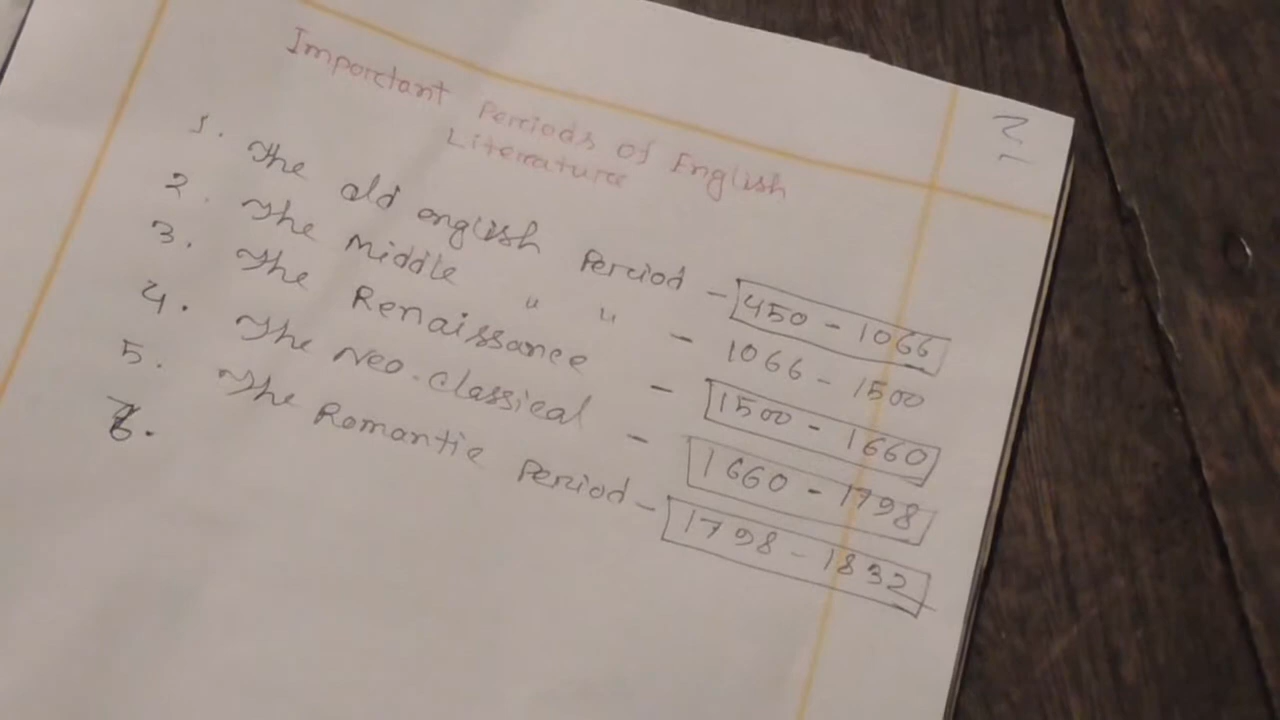 Important Periods of English
Literature
1. The old english Period - 450 - 1066
2. The Middle " " - 1066 - 1500
3. The Renaissance - 1500 - 1660
4. The Neo-classical - 1660 - 1798
5. The Romantic Period - 1798 - 1832
6.